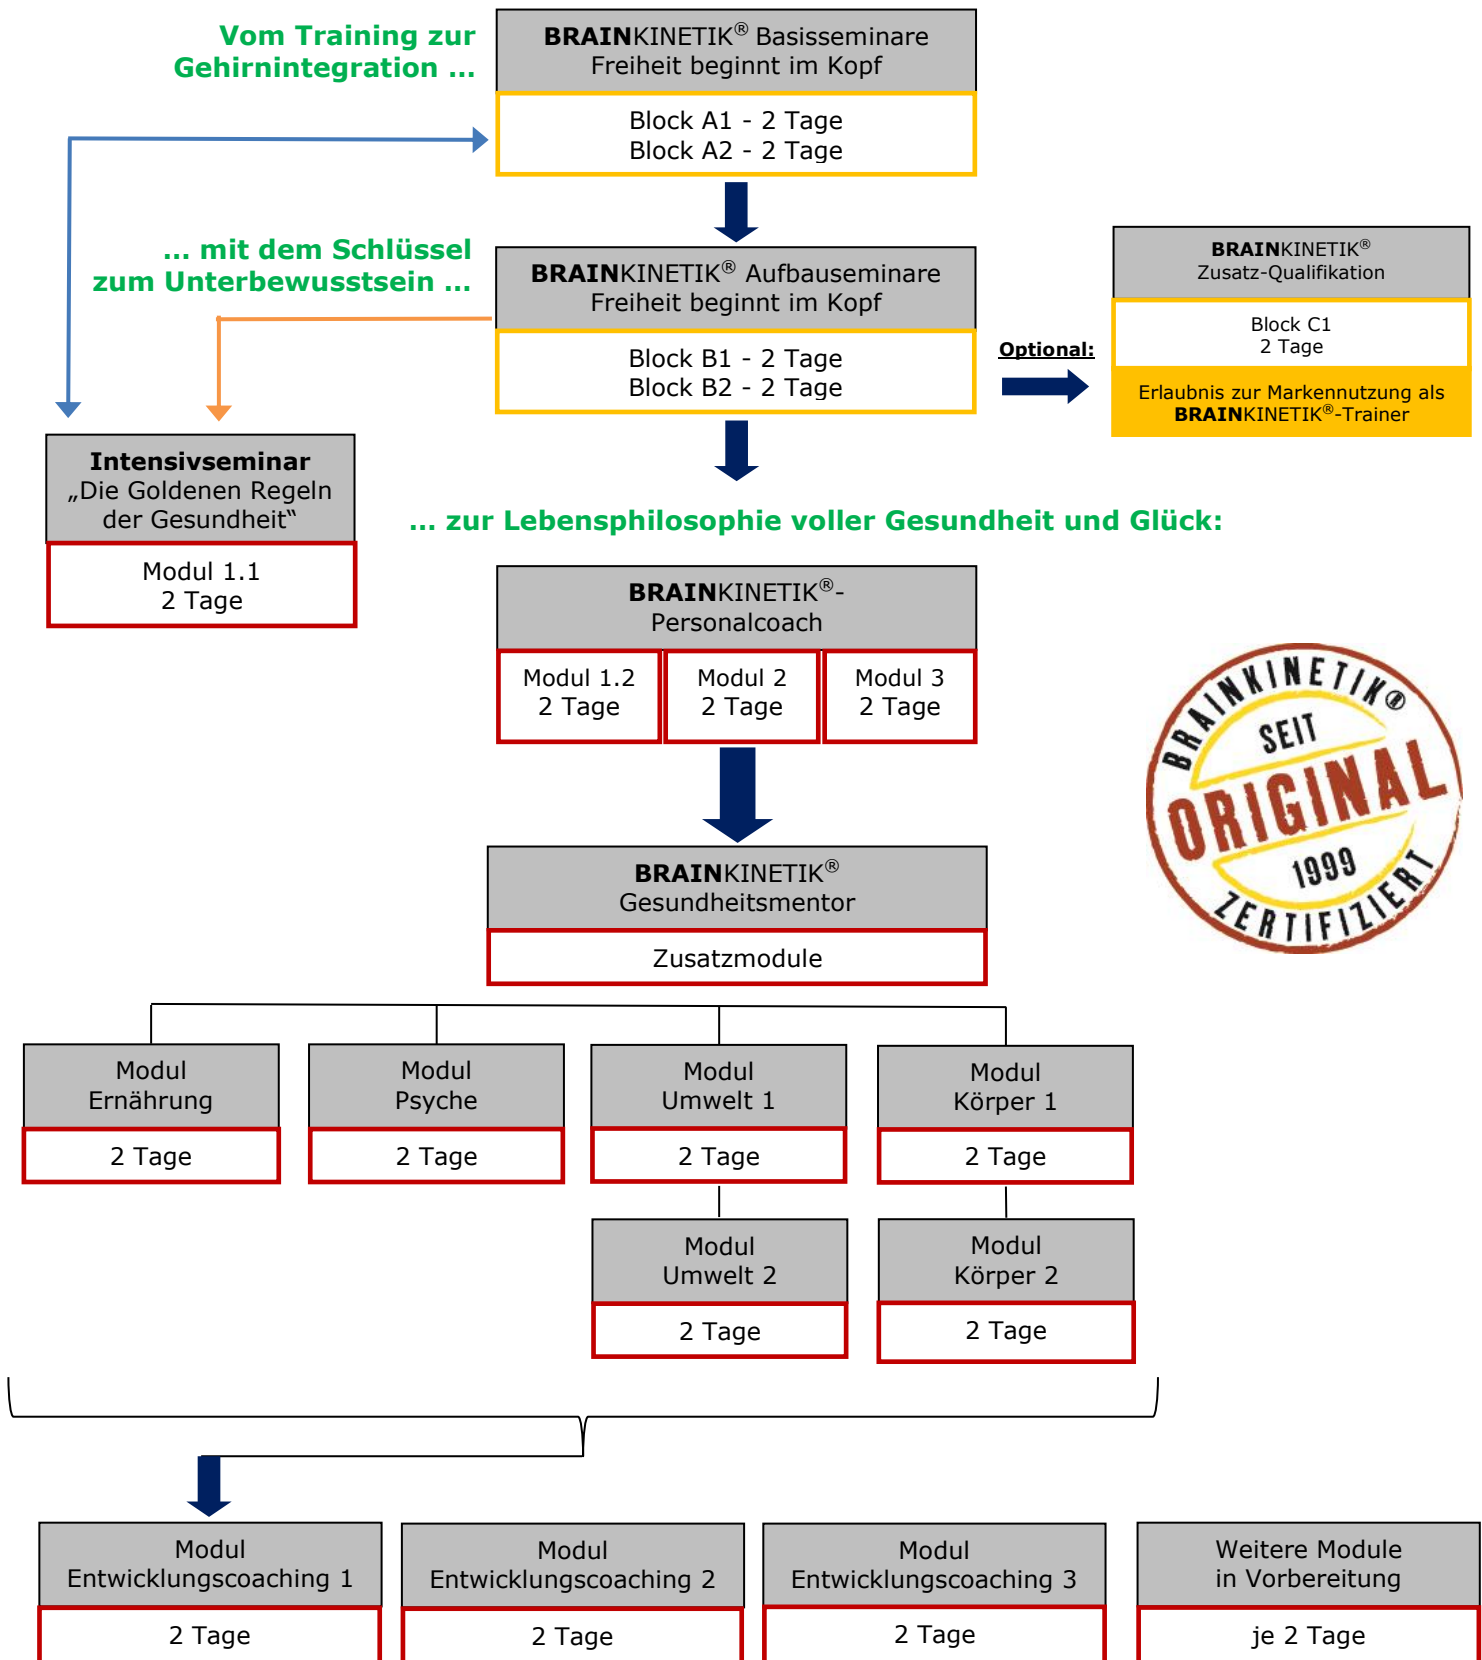 Vom Training zur
Gehirnintegration ...
BRAINKINETIK® Basisseminare
Freiheit beginnt im Kopf
Block A1 - 2 Tage
Block A2 - 2 Tage
... mit dem Schlüssel
zum Unterbewusstsein ...
BRAINKINETIK® Aufbauseminare
Freiheit beginnt im Kopf
Block B1 - 2 Tage
Block B2 - 2 Tage
Optional:
BRAINKINETIK®
Zusatz-Qualifikation
Block C1
2 Tage
Erlaubnis zur Markennutzung als
BRAINKINETIK®-Trainer
Intensivseminar
„Die Goldenen Regeln
der Gesundheit“
Modul 1.1
2 Tage
... zur Lebensphilosophie voller Gesundheit und Glück:
BRAINKINETIK®-
Personalcoach
Modul 1.2
2 Tage
Modul 2
2 Tage
Modul 3
2 Tage
BRAINKINETIK®
SEIT
ORIGINAL
1999
ZERTIFIZIERT
BRAINKINETIK®
Gesundheitsmentor
Zusatzmodule
Modul
Ernährung
2 Tage
Modul
Psyche
2 Tage
Modul
Umwelt 1
2 Tage
Modul
Körper 1
2 Tage
Modul
Umwelt 2
2 Tage
Modul
Körper 2
2 Tage
Modul
Entwicklungscoaching 1
2 Tage
Modul
Entwicklungscoaching 2
2 Tage
Modul
Entwicklungscoaching 3
2 Tage
Weitere Module
in Vorbereitung
je 2 Tage